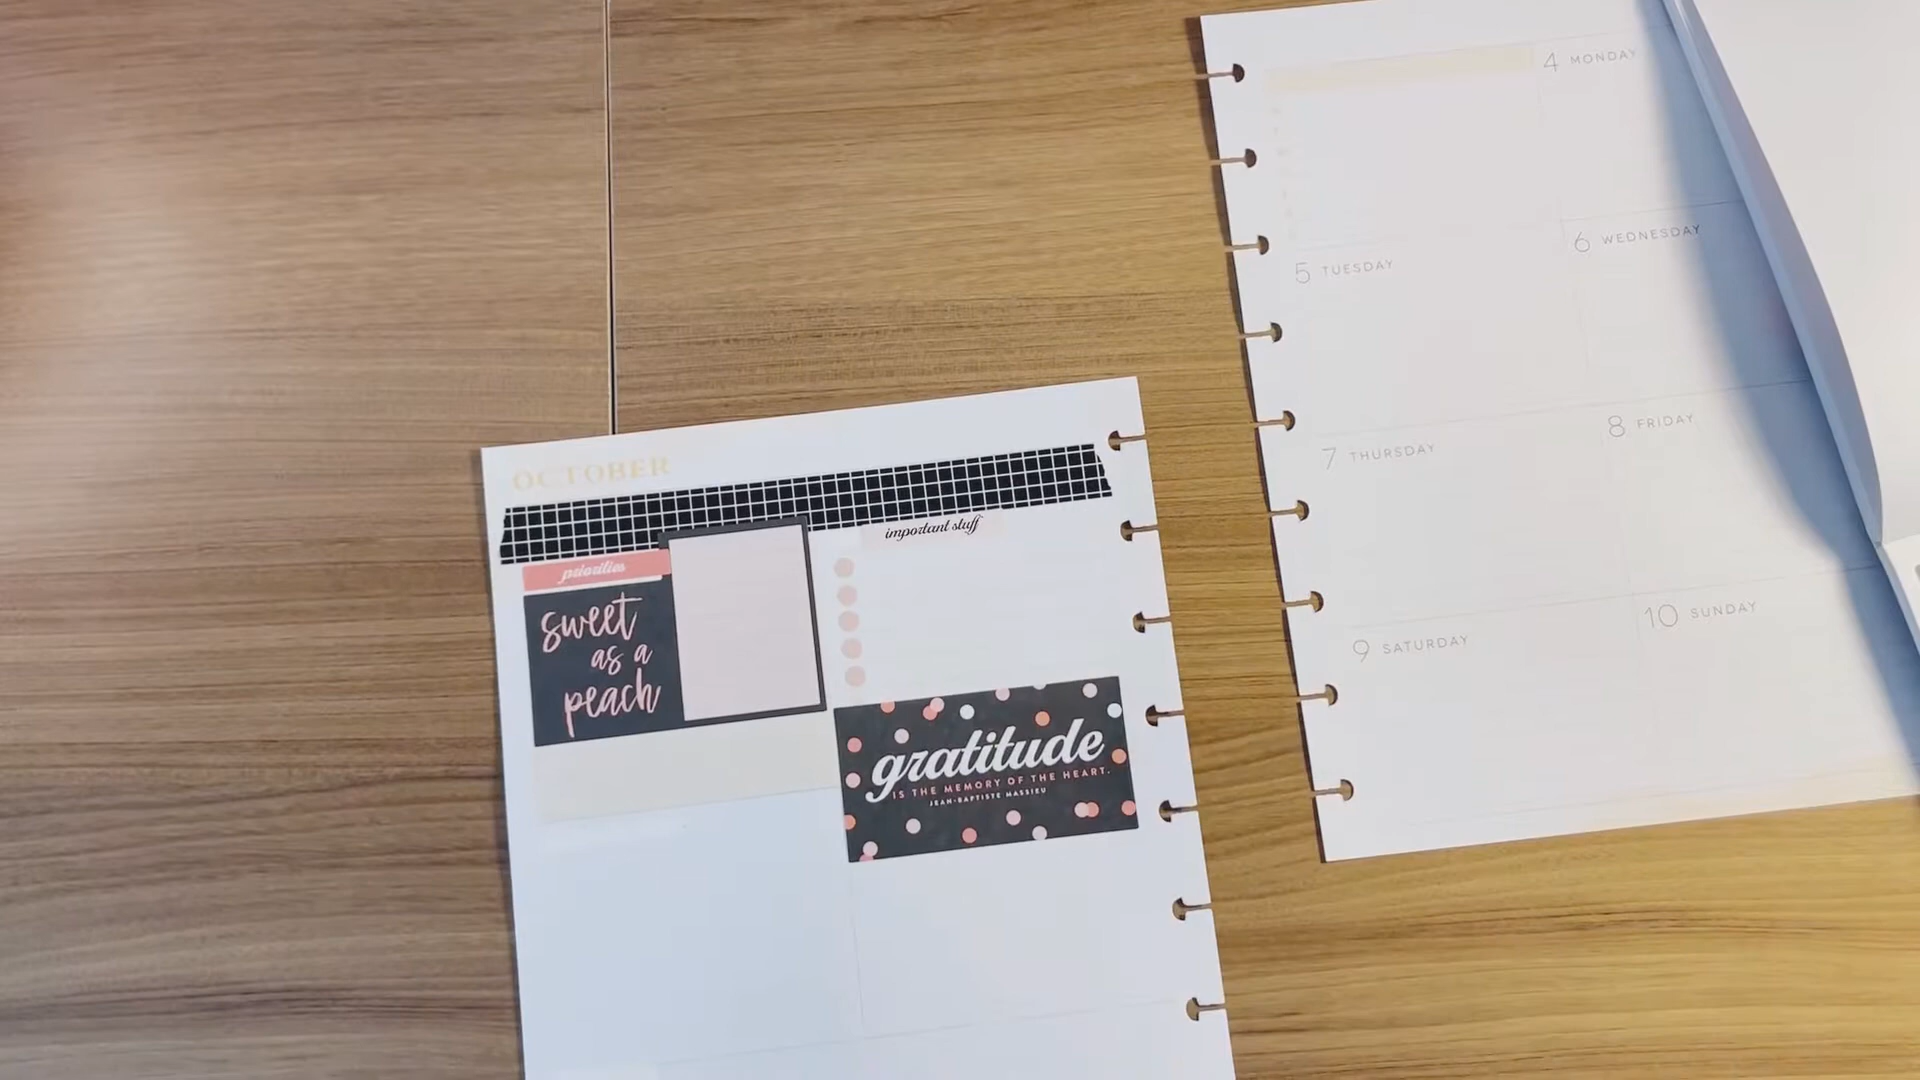 OCTOBER
important stuff
priorities
sweet
as a
peach
gratitude
IS THE MEMORY OF THE HEART.
JEAN-BAPTISTE MASSIEU
4 MONDAY
5 TUESDAY
6 WEDNESDAY
7 THURSDAY
8 FRIDAY
9 SATURDAY
10 SUNDAY